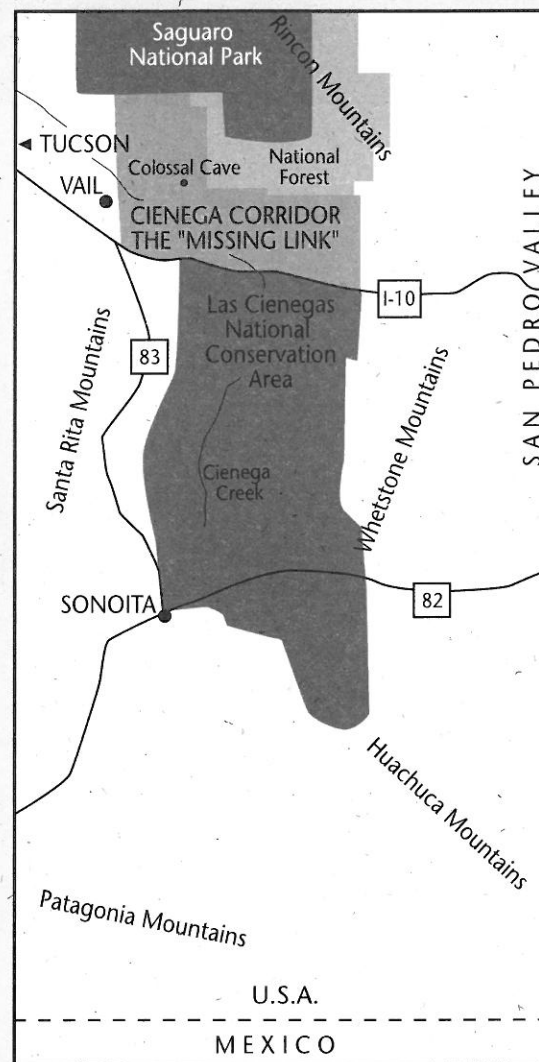 Saguaro
National Park
Rincon Mountains
TUCSON
Colossal Cave
National
Forest
VAIL
CIENEGA CORRIDOR
THE "MISSING LINK"
SAN PEDRO VALLEY
I-10
Las Cienegas
National
Conservation
Area
83
Santa Rita Mountains
Whetstone Mountains
Cienega
Creek
SONOITA
82
Huachuca Mountains
Patagonia Mountains
U.S.A.
MEXICO